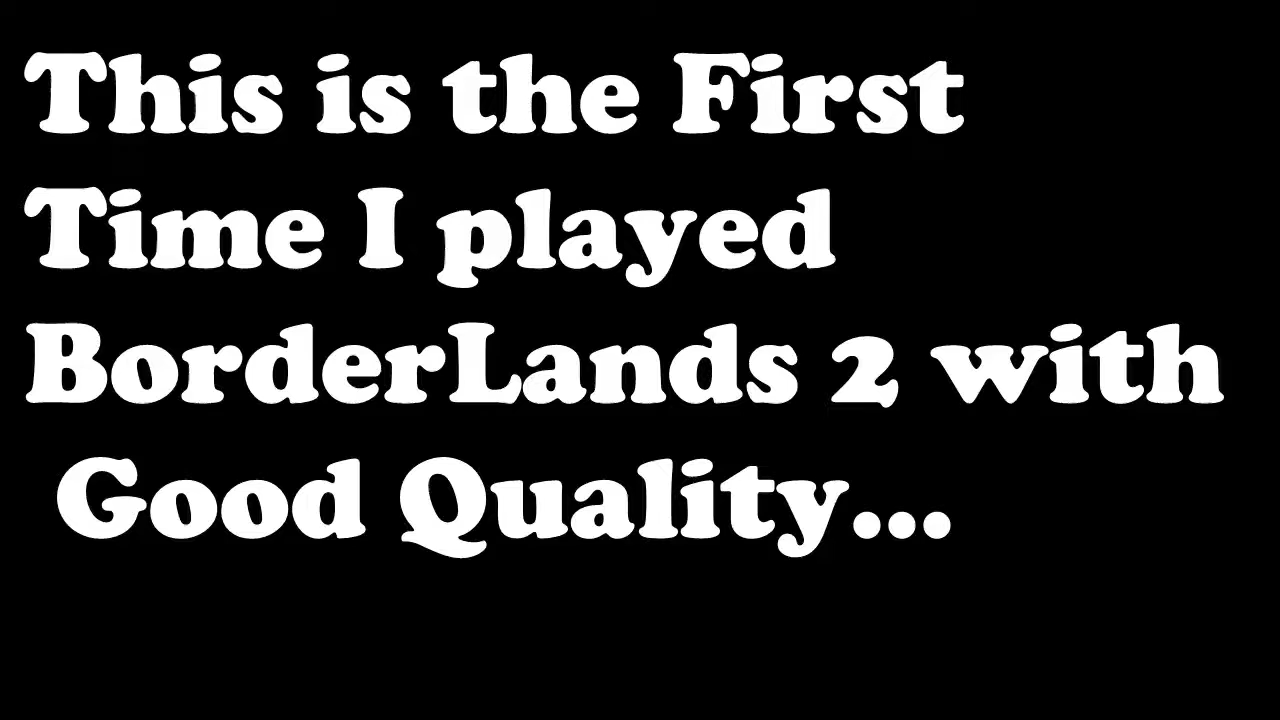 This is the First
Time I played
BorderLands 2 with
Good Quality...